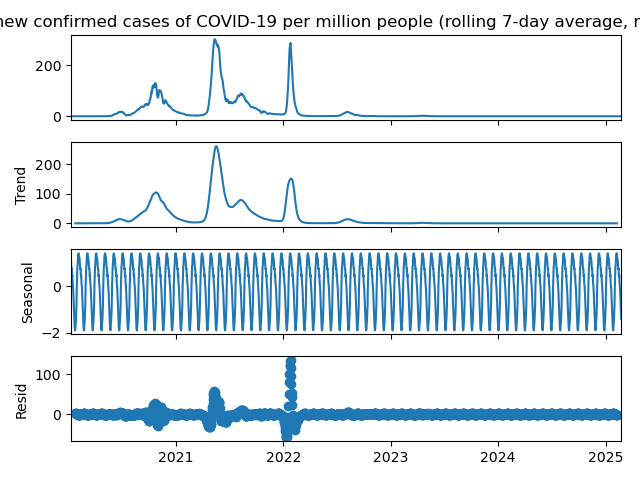 new confirmed cases of COVID-19 per million people (rolling 7-day average, r
200
0
Trend
200
100
0
Seasonal
0
−2
Resid
100
0
2021 2022 2023 2024 2025